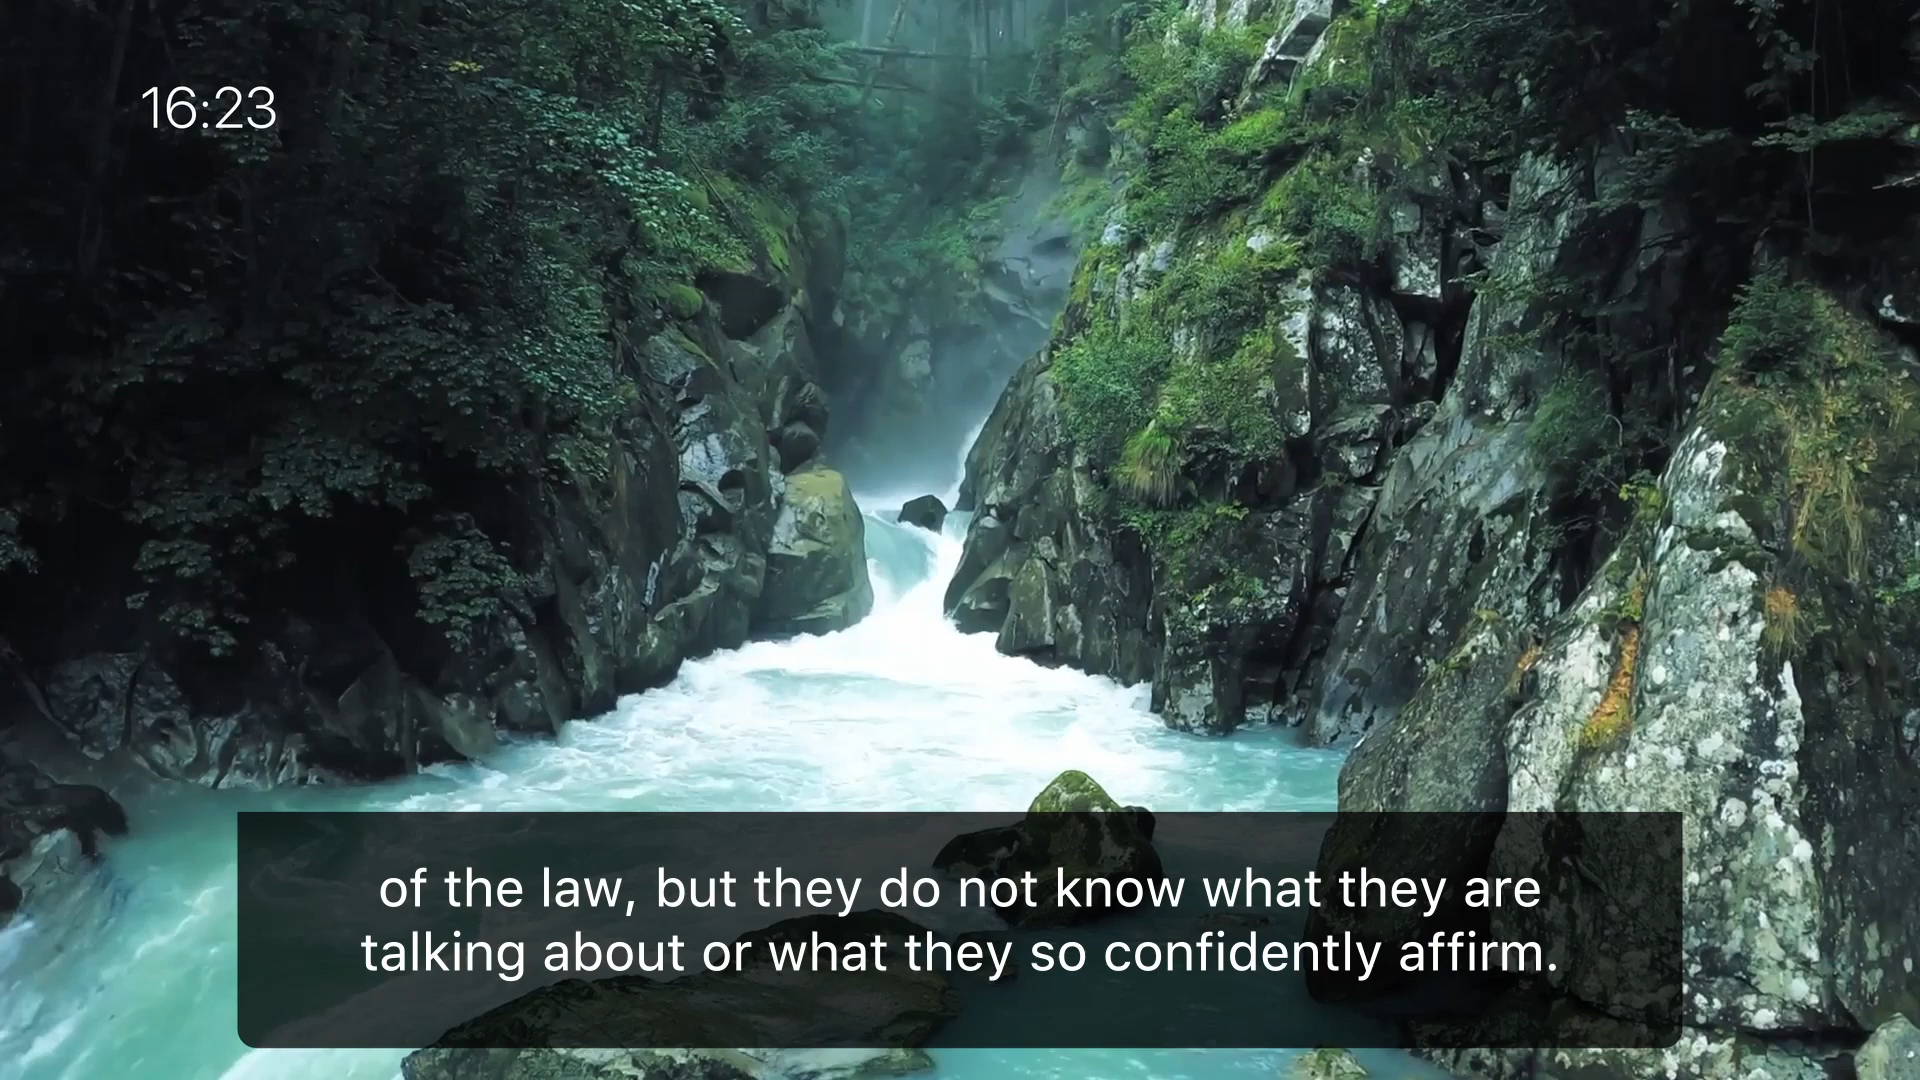 16:23
of the law, but they do not know what they are
talking about or what they so confidently affirm.